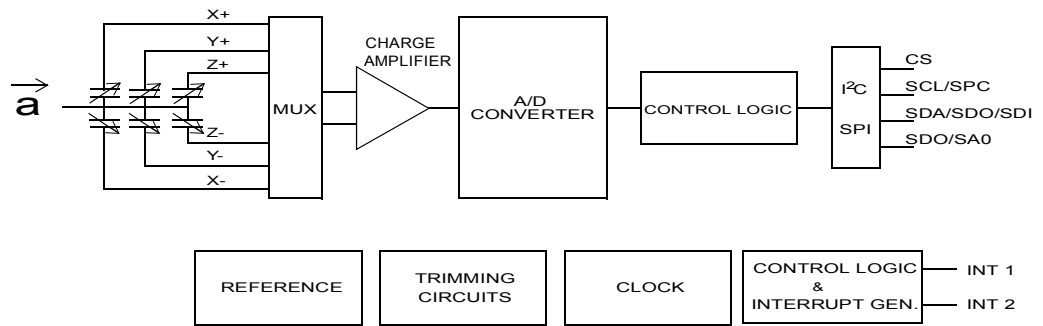 X+
Y+
Z+
a
Z-
Y-
X-
MUX
CHARGE
AMPLIFIER
A/D
CONVERTER
CONTROL LOGIC
I²C
SPI
CS
SCL/SPC
SDA/SDO/SDI
SDO/SA0
REFERENCE
TRIMMING
CIRCUITS
CLOCK
CONTROL LOGIC
&
INTERRUPT GEN.
INT 1
INT 2